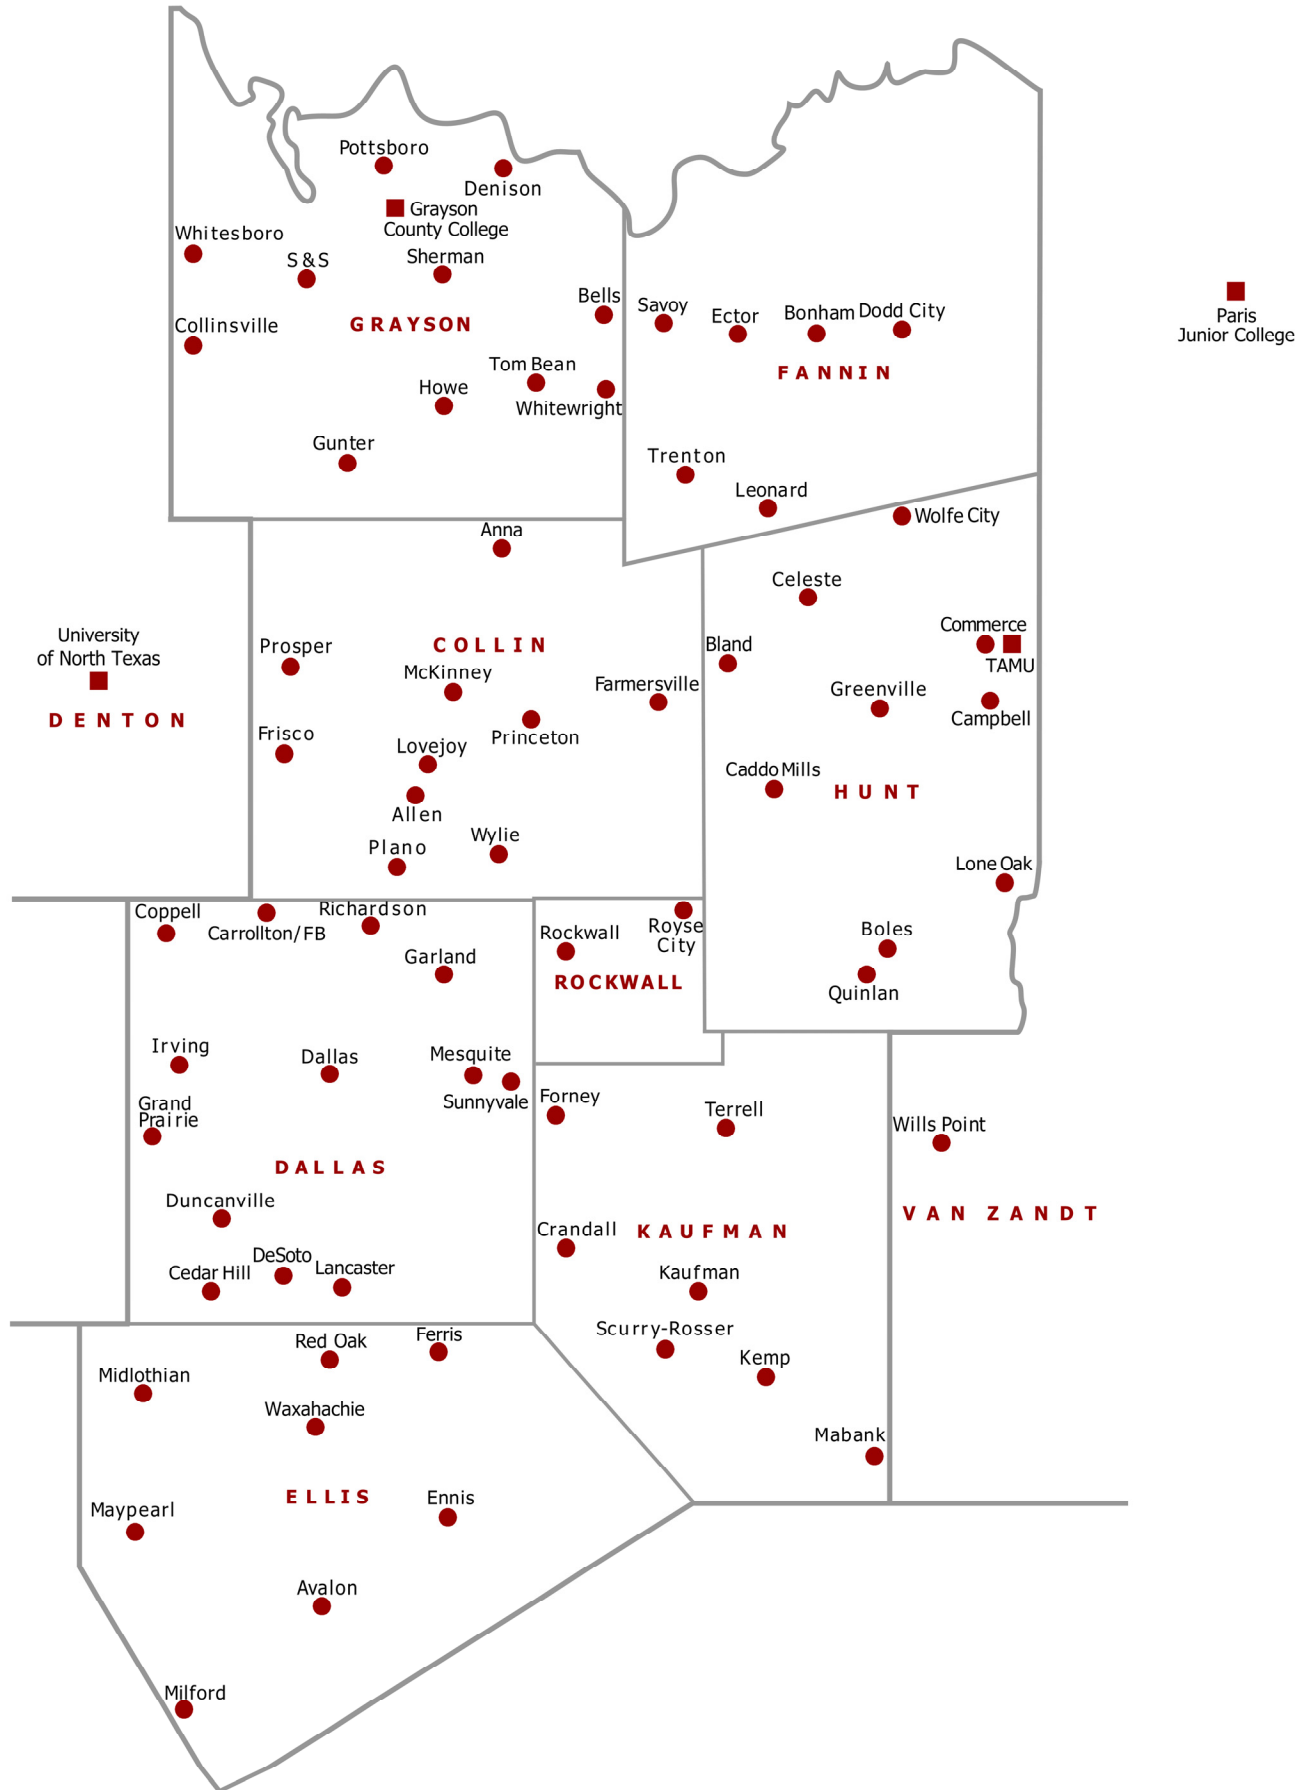 Pottsboro
Denison
Grayson
County College
Whitesboro
S&S
Sherman
Bells
Savoy
Ector
Bonham
Dodd City
Paris
Junior College
Collinsville
GRAYSON
FANNIN
Tom Bean
Howe
Whitewright
Gunter
Trenton
Leonard
Wolfe City
Anna
Celeste
University
of North Texas
Prosper
COLLIN
Bland
Commerce
TAMU
McKinney
Farmersville
Greenville
Campbell
DENTON
Frisco
Princeton
Lovejoy
Caddo Mills
HUNT
Allen
Wylie
Plano
Lone Oak
Coppell
Carrollton/FB
Richardson
Garland
Rockwall
Royse
City
Boles
ROCKWALL
Quinlan
Irving
Dallas
Mesquite
Sunnyvale
Grand
Prairie
Forney
Terrell
Wills Point
DALLAS
Duncanville
VAN ZANDT
Crandall
KAUFMAN
DeSoto
Cedar Hill
Lancaster
Kaufman
Scurry-Rosser
Red Oak
Ferris
Kemp
Midlothian
Waxahachie
Mabank
ELLIS
Ennis
Maypearl
Avalon
Milford